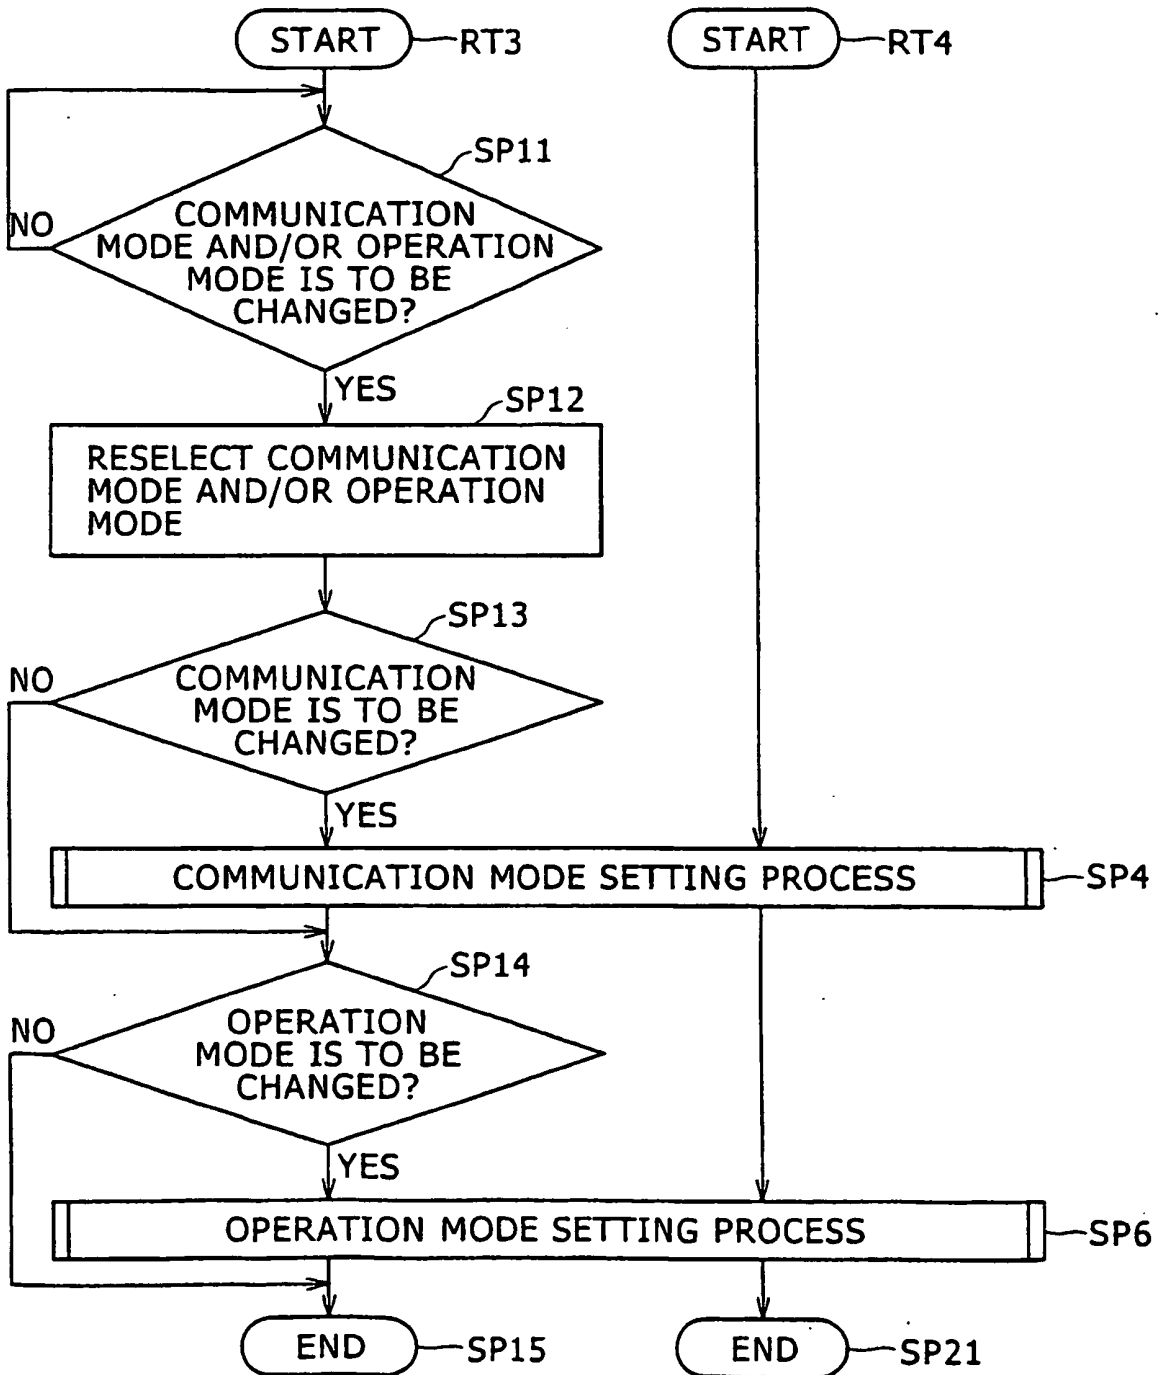 START
RT3
START
RT4
SP11
NO
COMMUNICATION
MODE AND/OR OPERATION
MODE IS TO BE
CHANGED?
YES
SP12
RESELECT COMMUNICATION
MODE AND/OR OPERATION
MODE
SP13
NO
COMMUNICATION
MODE IS TO BE
CHANGED?
YES
COMMUNICATION MODE SETTING PROCESS
SP4
SP14
NO
OPERATION
MODE IS TO BE
CHANGED?
YES
OPERATION MODE SETTING PROCESS
SP6
END
SP15
END
SP21